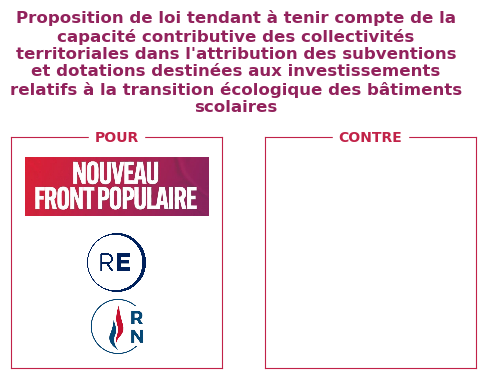 Proposition de loi tendant à tenir compte de la
capacité contributive des collectivités
territoriales dans l'attribution des subventions
et dotations destinées aux investissements
relatifs à la transition écologique des bâtiments
scolaires
POUR
CONTRE
NOUVEAU
FRONT POPULAIRE
RE
R
N